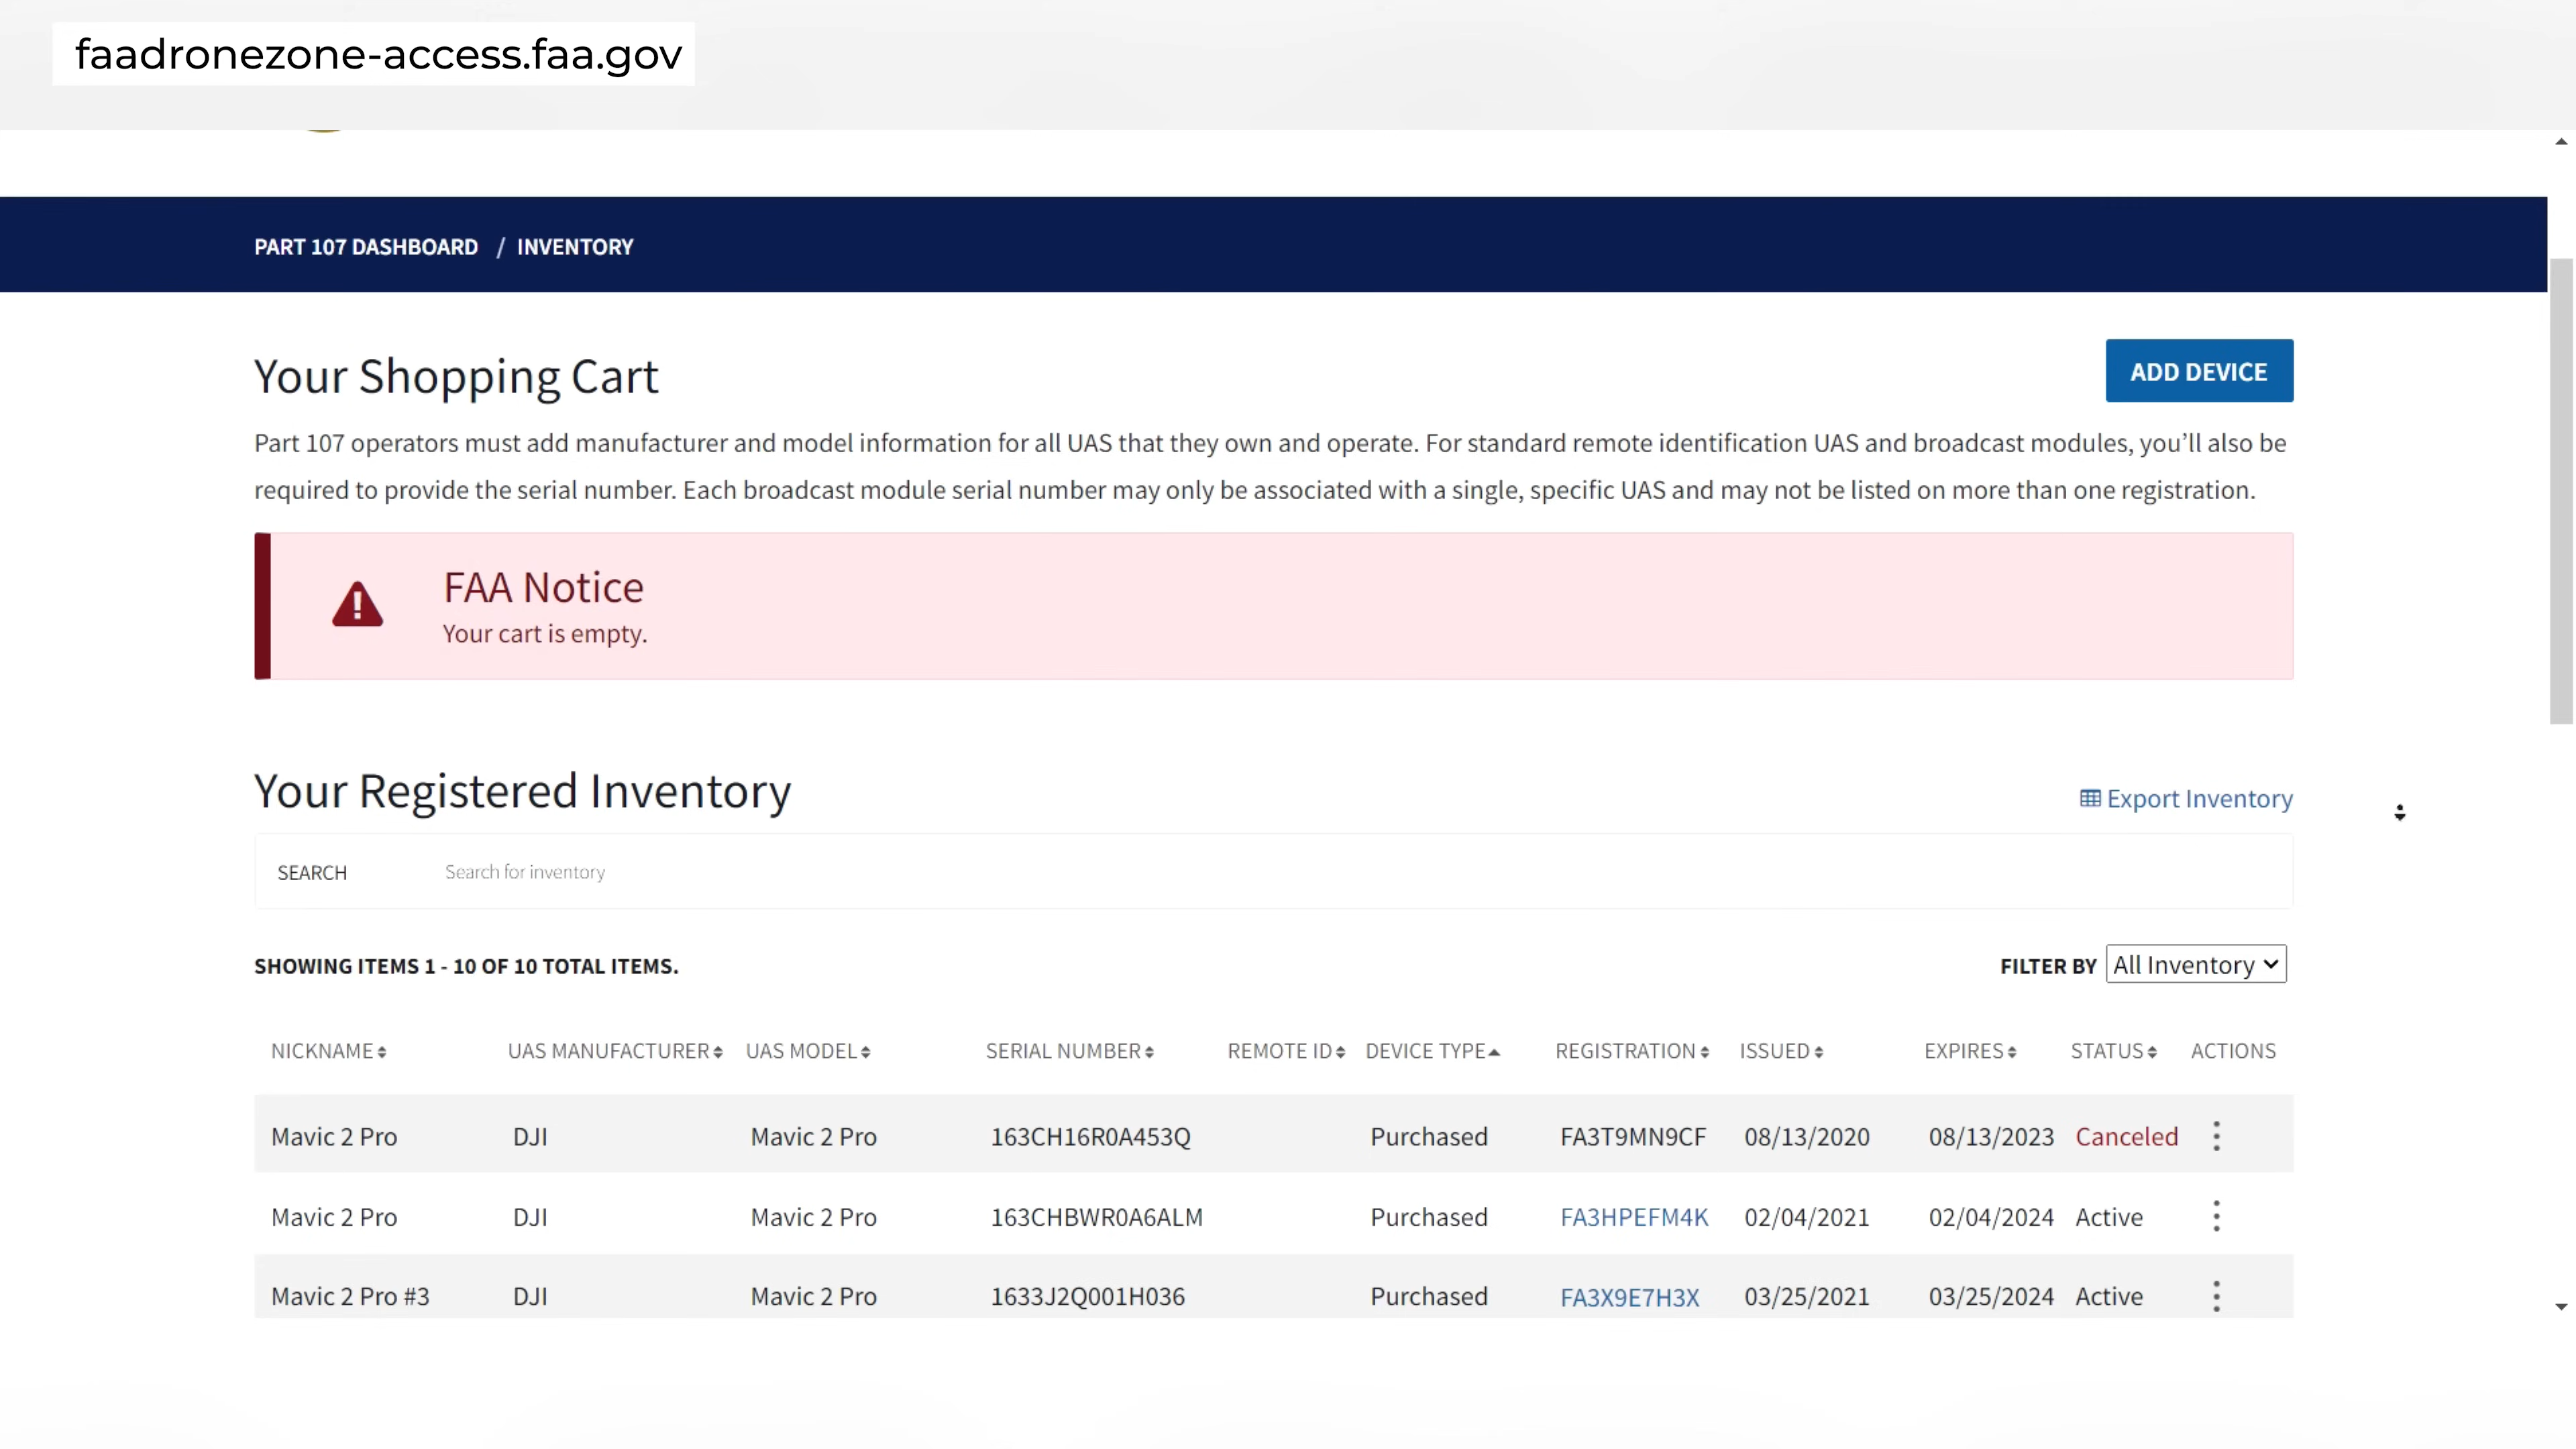 faadronezone-access.faa.gov
PART 107 DASHBOARD / INVENTORY
Your Shopping Cart
ADD DEVICE
Part 107 operators must add manufacturer and model information for all UAS that they own and operate. For standard remote identification UAS and broadcast modules, you’ll also be
required to provide the serial number. Each broadcast module serial number may only be associated with a single, specific UAS and may not be listed on more than one registration.
FAA Notice
Your cart is empty.
Your Registered Inventory
Export Inventory
SEARCH Search for inventory
SHOWING ITEMS 1 - 10 OF 10 TOTAL ITEMS.
FILTER BY All Inventory
NICKNAME UAS MANUFACTURER UAS MODEL SERIAL NUMBER REMOTE ID DEVICE TYPE REGISTRATION ISSUED EXPIRES STATUS ACTIONS
Mavic 2 Pro DJI Mavic 2 Pro 163CH16R0A453Q Purchased FA3T9MN9CF 08/13/2020 08/13/2023 Canceled
Mavic 2 Pro DJI Mavic 2 Pro 163CHBWR0A6ALM Purchased FA3HPEFM4K 02/04/2021 02/04/2024 Active
Mavic 2 Pro #3 DJI Mavic 2 Pro 1633J2Q001H036 Purchased FA3X9E7H3X 03/25/2021 03/25/2024 Active